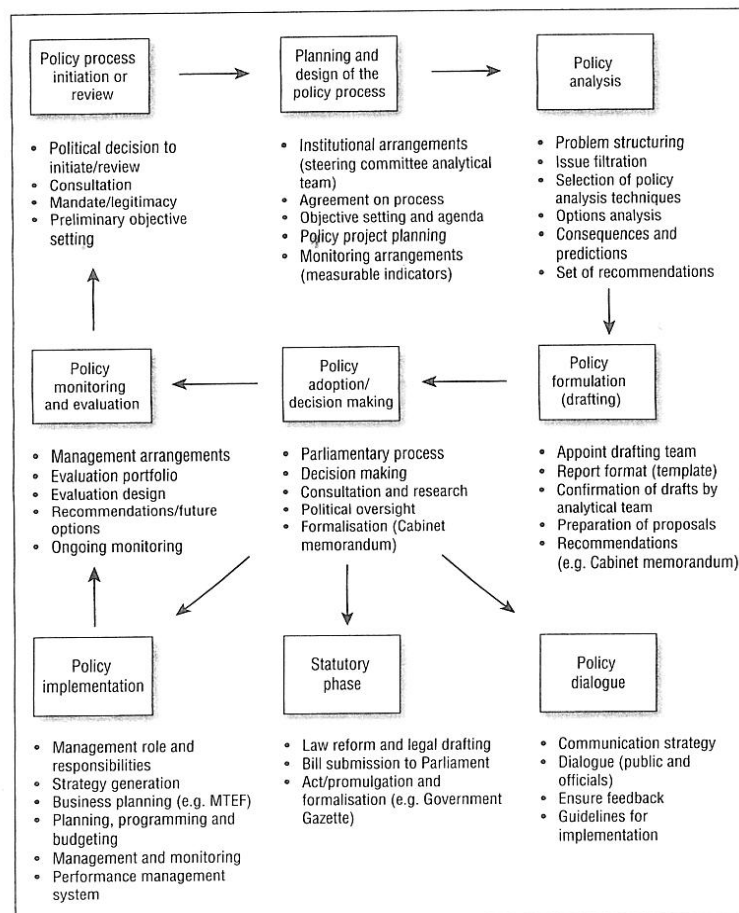 Policy process
initiation or
review
Planning and
design of the
policy process
Policy
analysis
• Political decision to
initiate/review
• Consultation
• Mandate/legitimacy
• Preliminary objective
setting
• Institutional arrangements
(steering committee analytical
team)
• Agreement on process
• Objective setting and agenda
• Policy project planning
• Monitoring arrangements
(measurable indicators)
• Problem structuring
• Issue filtration
• Selection of policy
analysis techniques
• Options analysis
• Consequences and
predictions
• Set of recommendations
Policy
monitoring
and evaluation
Policy
adoption/
decision making
Policy
formulation
(drafting)
• Management arrangements
• Evaluation portfolio
• Evaluation design
• Recommendations/future
options
• Ongoing monitoring
• Parliamentary process
• Decision making
• Consultation and research
• Political oversight
• Formalisation (Cabinet
memorandum)
• Appoint drafting team
• Report format (template)
• Confirmation of drafts by
analytical team
• Preparation of proposals
• Recommendations
(e.g. Cabinet memorandum)
Policy
implementation
Statutory
phase
Policy
dialogue
• Management role and
responsibilities
• Strategy generation
• Business planning (e.g. MTEF)
• Planning, programming and
budgeting
• Management and monitoring
• Performance management
system
• Law reform and legal drafting
• Bill submission to Parliament
• Act/promulgation and
formalisation (e.g. Government
Gazette)
• Communication strategy
• Dialogue (public and
officials)
• Ensure feedback
• Guidelines for
implementation